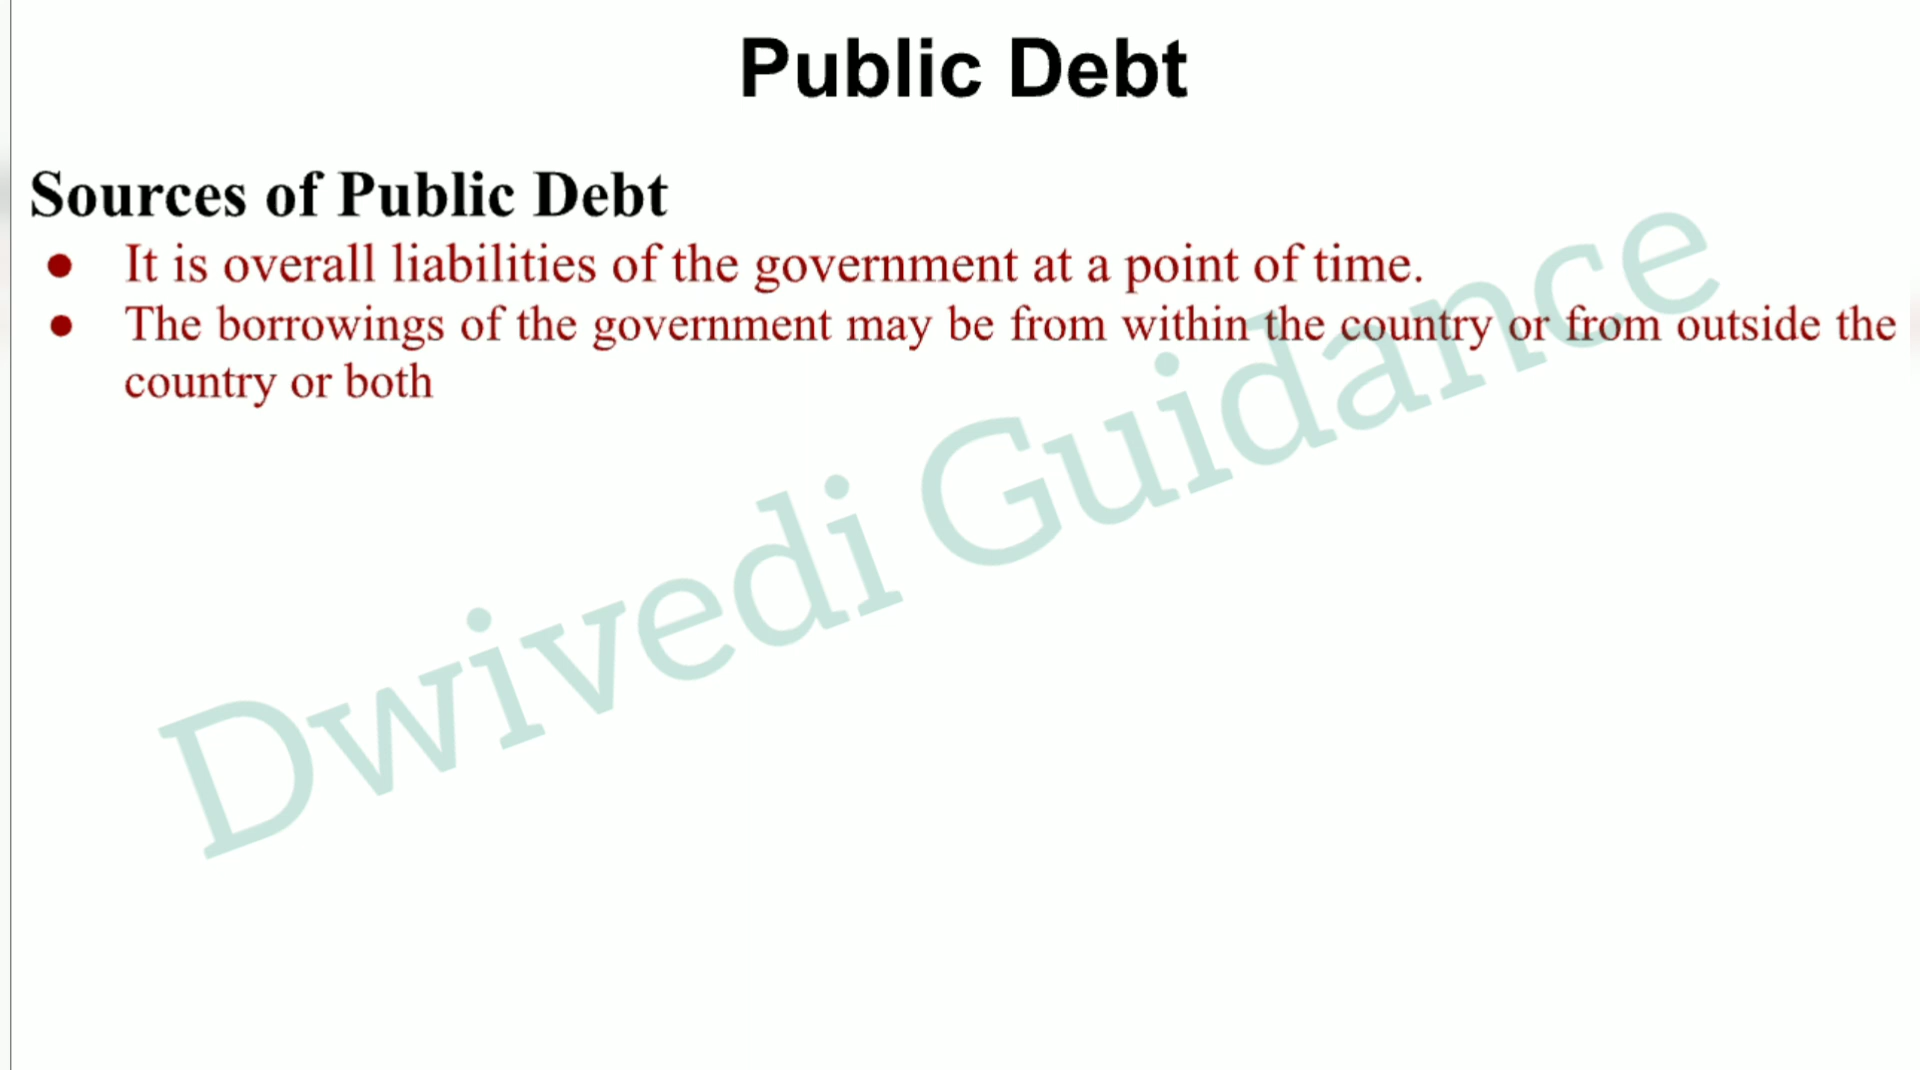 Public Debt
Sources of Public Debt
● It is overall liabilities of the government at a point of time.
● The borrowings of the government may be from within the country or from outside the
country or both
Dwivedi Guidance